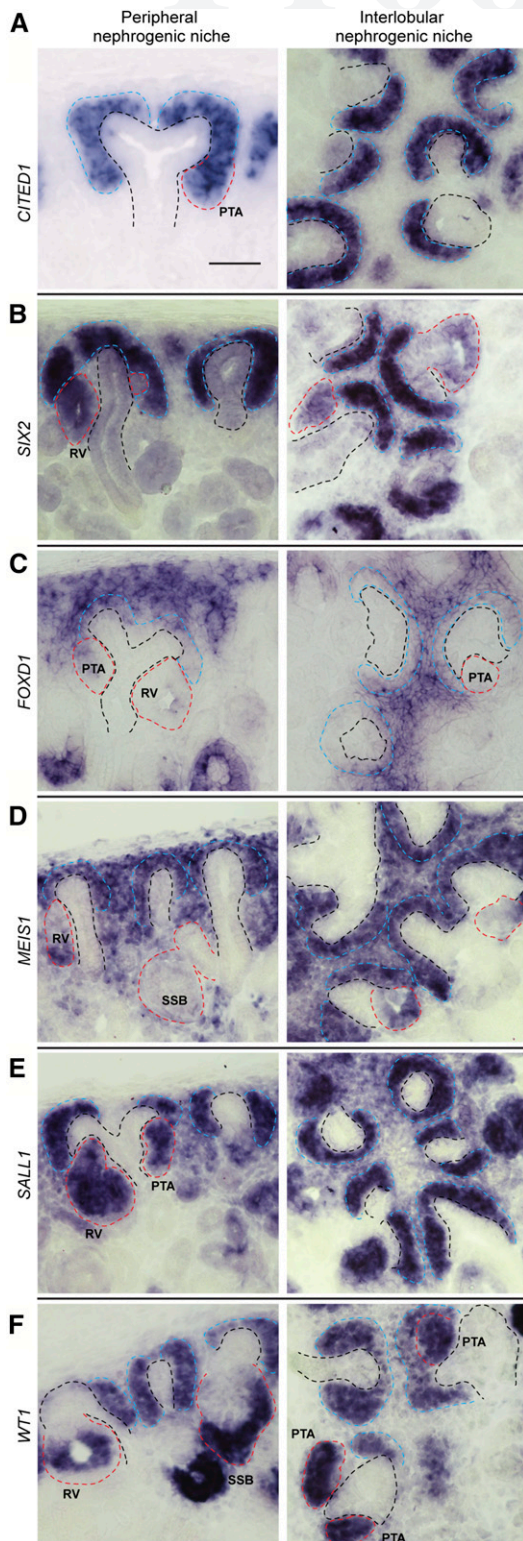 Peripheral
nephrogenic niche
Interlobular
nephrogenic niche
A
CITED1
PTA
B
SIX2
RV
C
FOXD1
PTA
RV
PTA
D
MEIS1
RV
SSB
E
SALL1
RV
PTA
F
WT1
RV
SSB
PTA
PTA
PTA